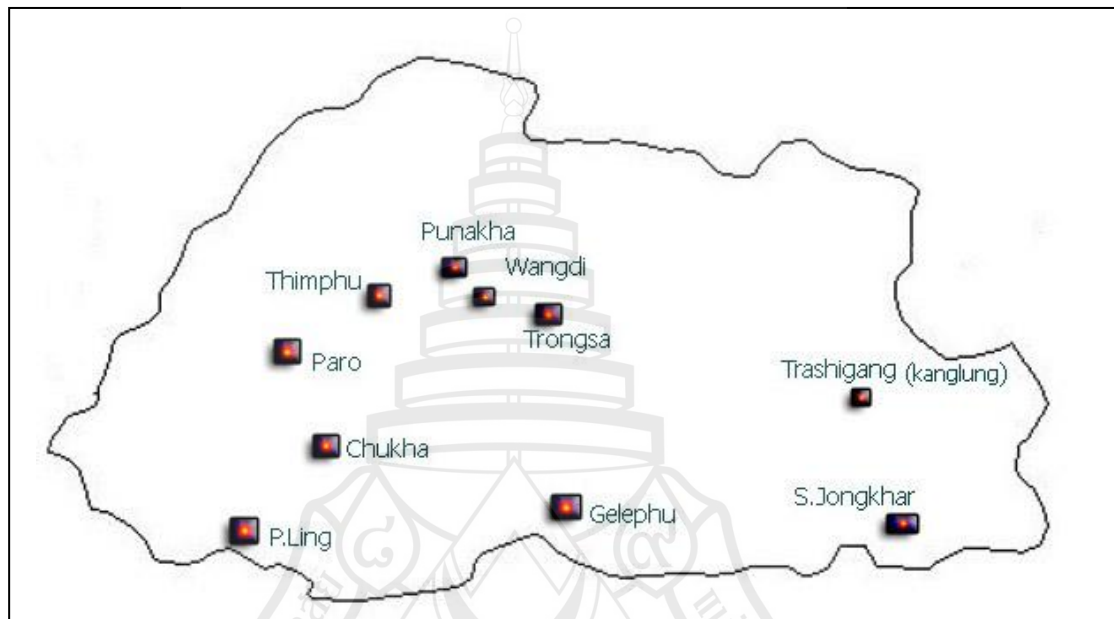 Punakha
Wangdi
Thimphu
Trongsa
Paro
Trashigang (kanglung)
Chukha
S.Jongkhar
Gelephu
P.Ling